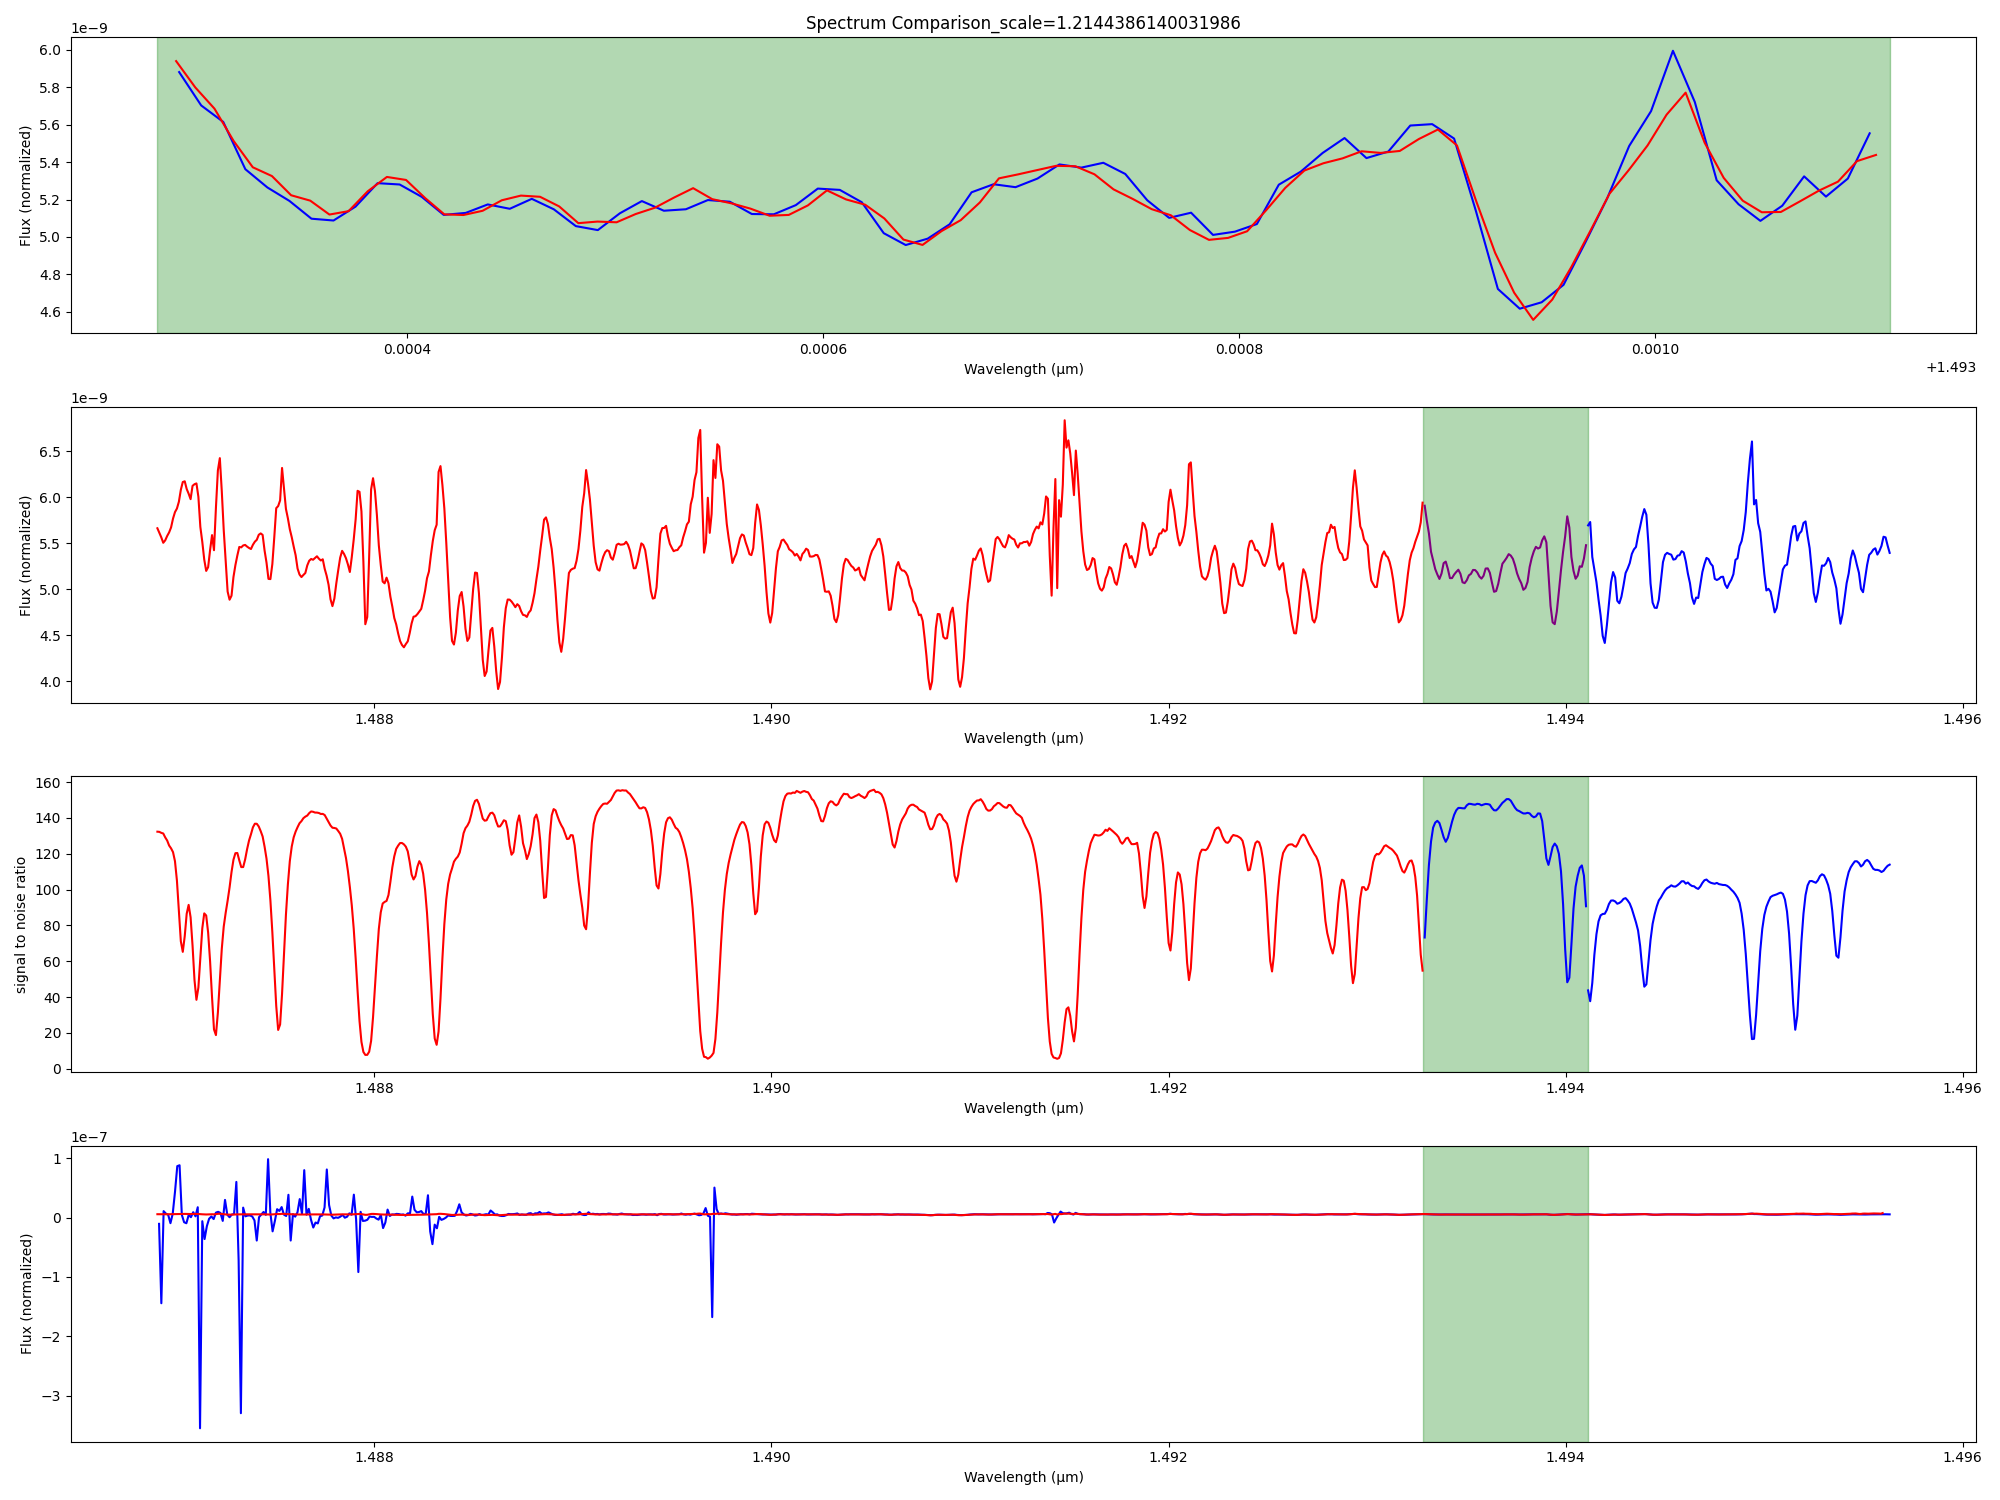 Spectrum Comparison_scale=1.2144386140031986
1e−9
6.0
5.8
5.6
5.4
5.2
5.0
4.8
4.6
Flux (normalized)
0.0004 0.0006 0.0008 0.0010
Wavelength (μm)
+1.493
1e−9
6.5
6.0
5.5
5.0
4.5
4.0
Flux (normalized)
1.488 1.490 1.492 1.494 1.496
Wavelength (μm)
160
140
120
100
80
60
40
20
0
signal to noise ratio
1.488 1.490 1.492 1.494 1.496
Wavelength (μm)
1e−7
1
0
−1
−2
−3
Flux (normalized)
1.488 1.490 1.492 1.494 1.496
Wavelength (μm)